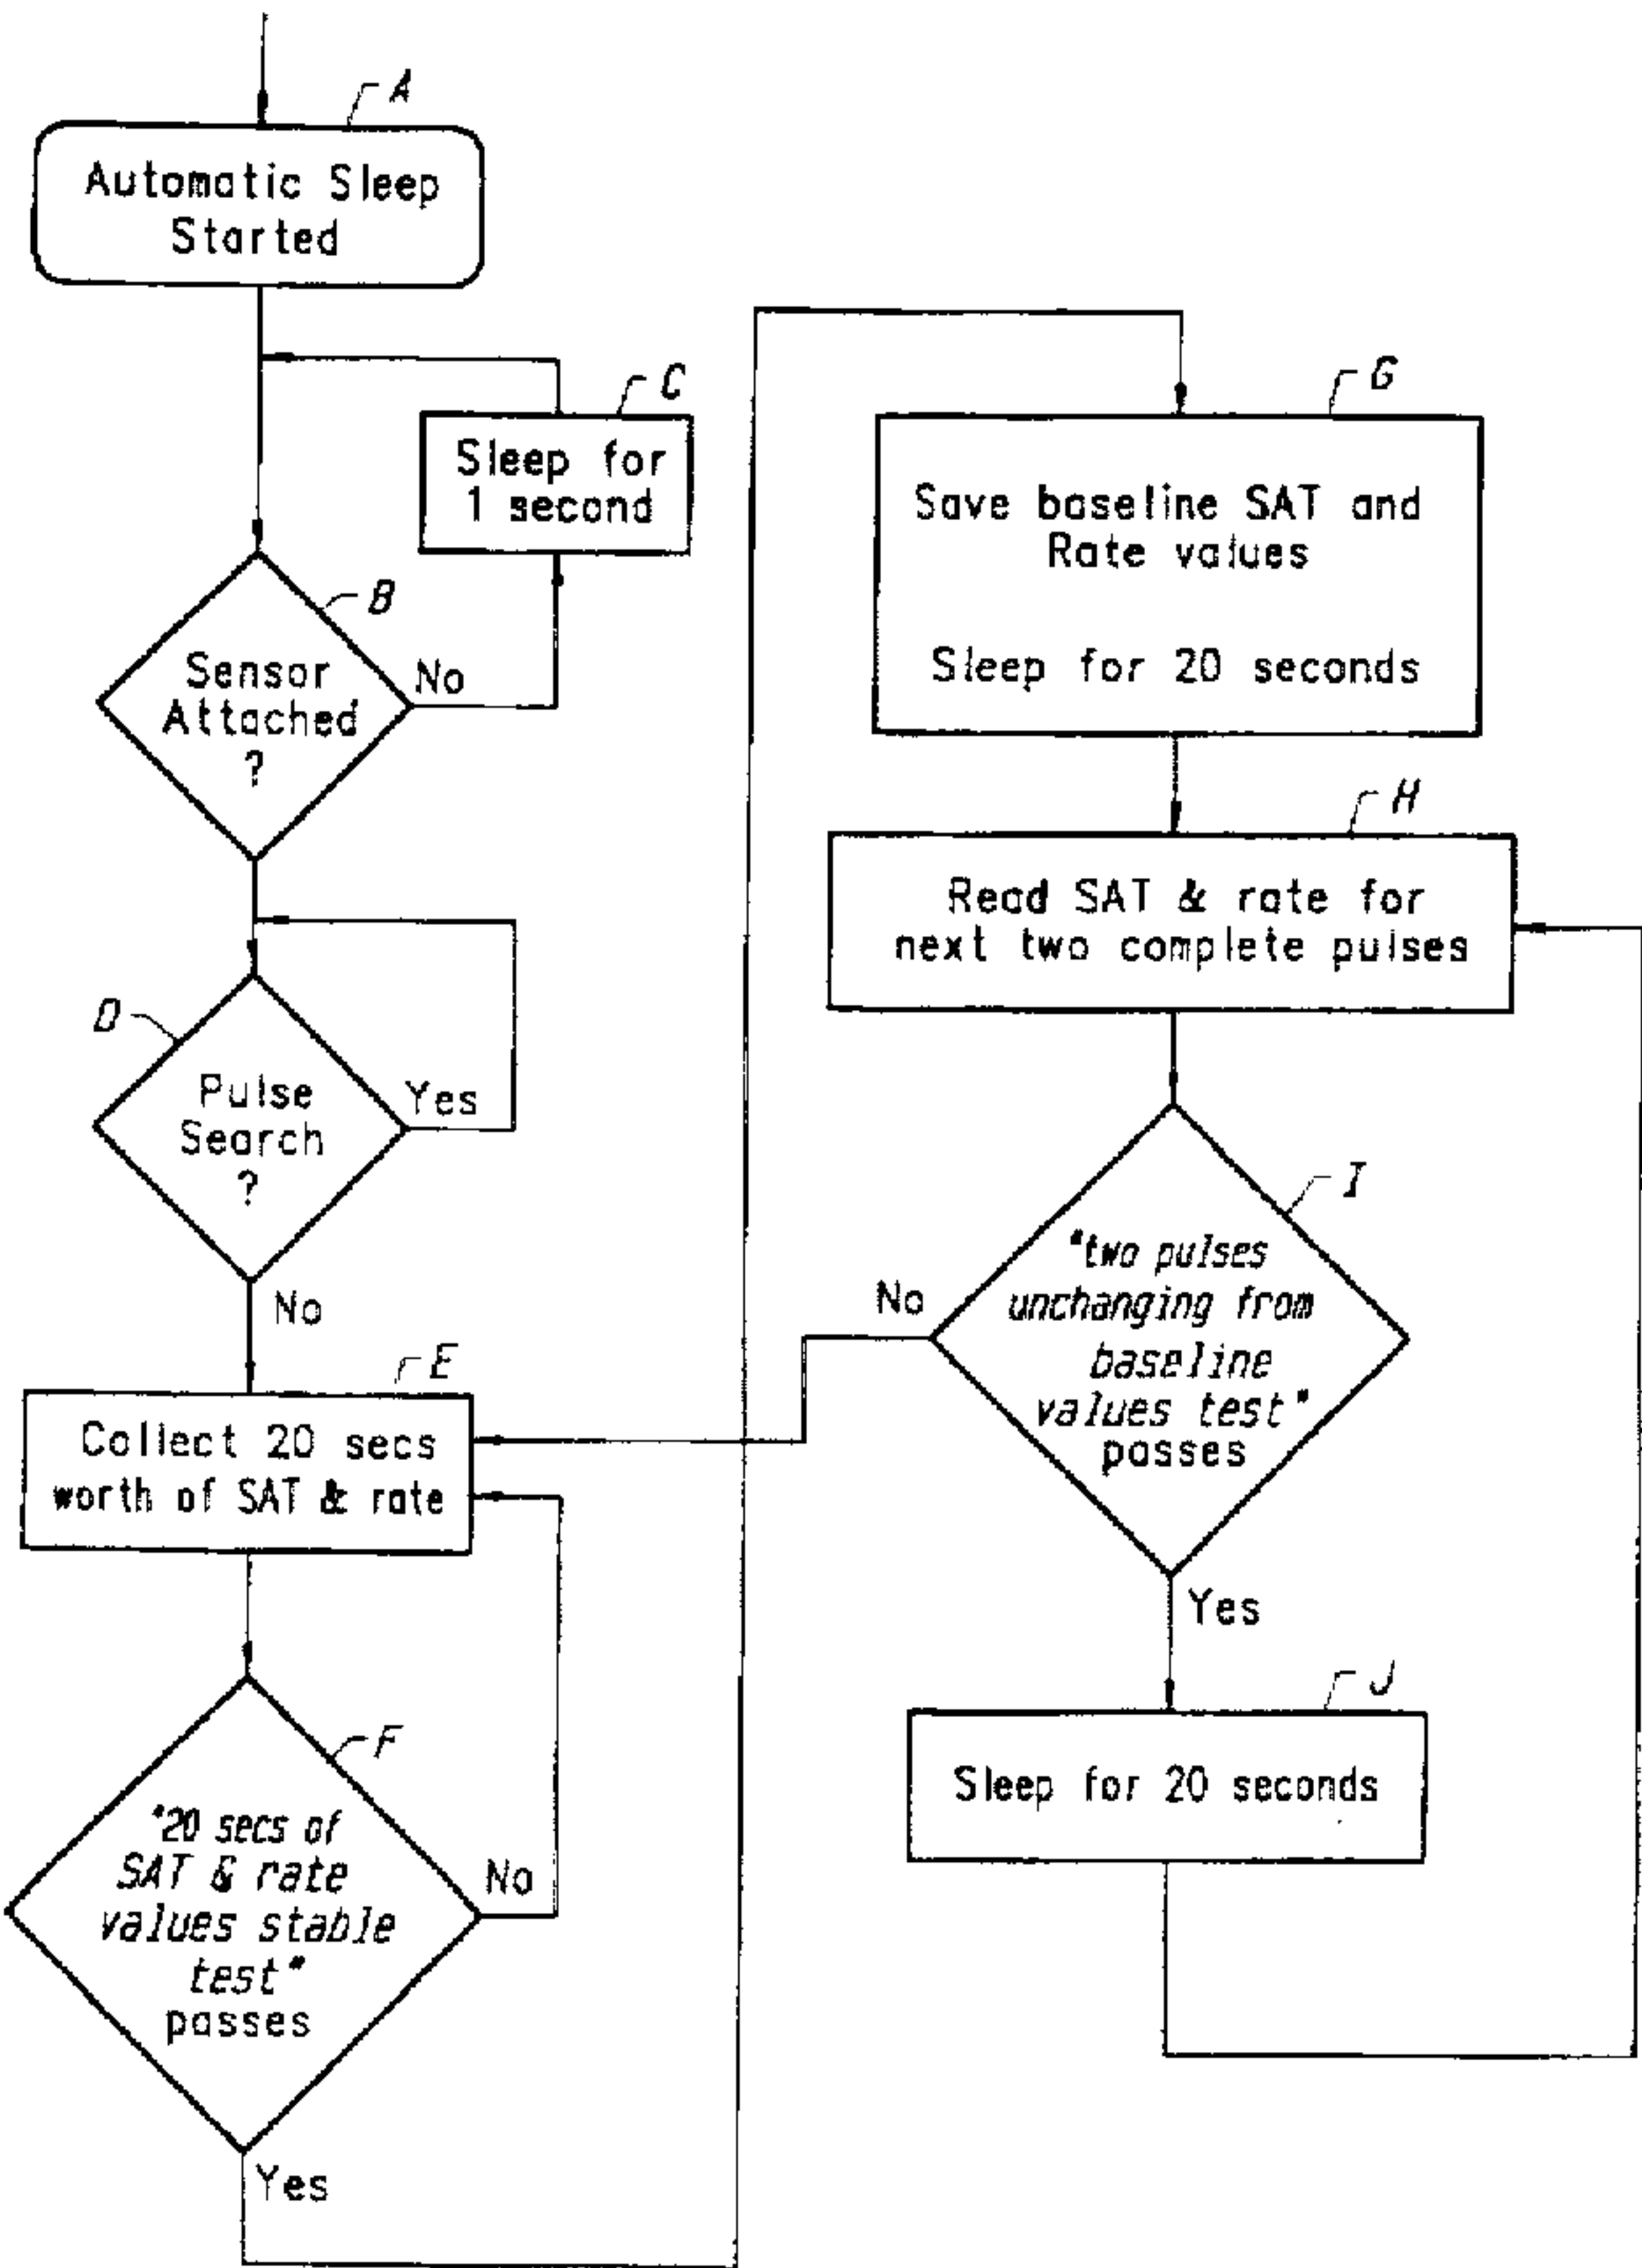 A
Automatic Sleep
Started
C
Sleep for
1 second
B
Sensor
Attached
?
No
D
Pulse
Search
?
Yes
No
E
Collect 20 secs
worth of SAT & rate
F
"20 secs of
SAT & rate
values stable
test"
passes
No
Yes
G
Save baseline SAT and
Rate values
Sleep for 20 seconds
H
Read SAT & rate for
next two complete pulses
I
"two pulses
unchanging from
baseline
values test"
passes
No
Yes
J
Sleep for 20 seconds